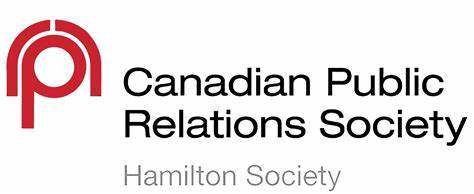 Canadian Public
Relations Society
Hamilton Society